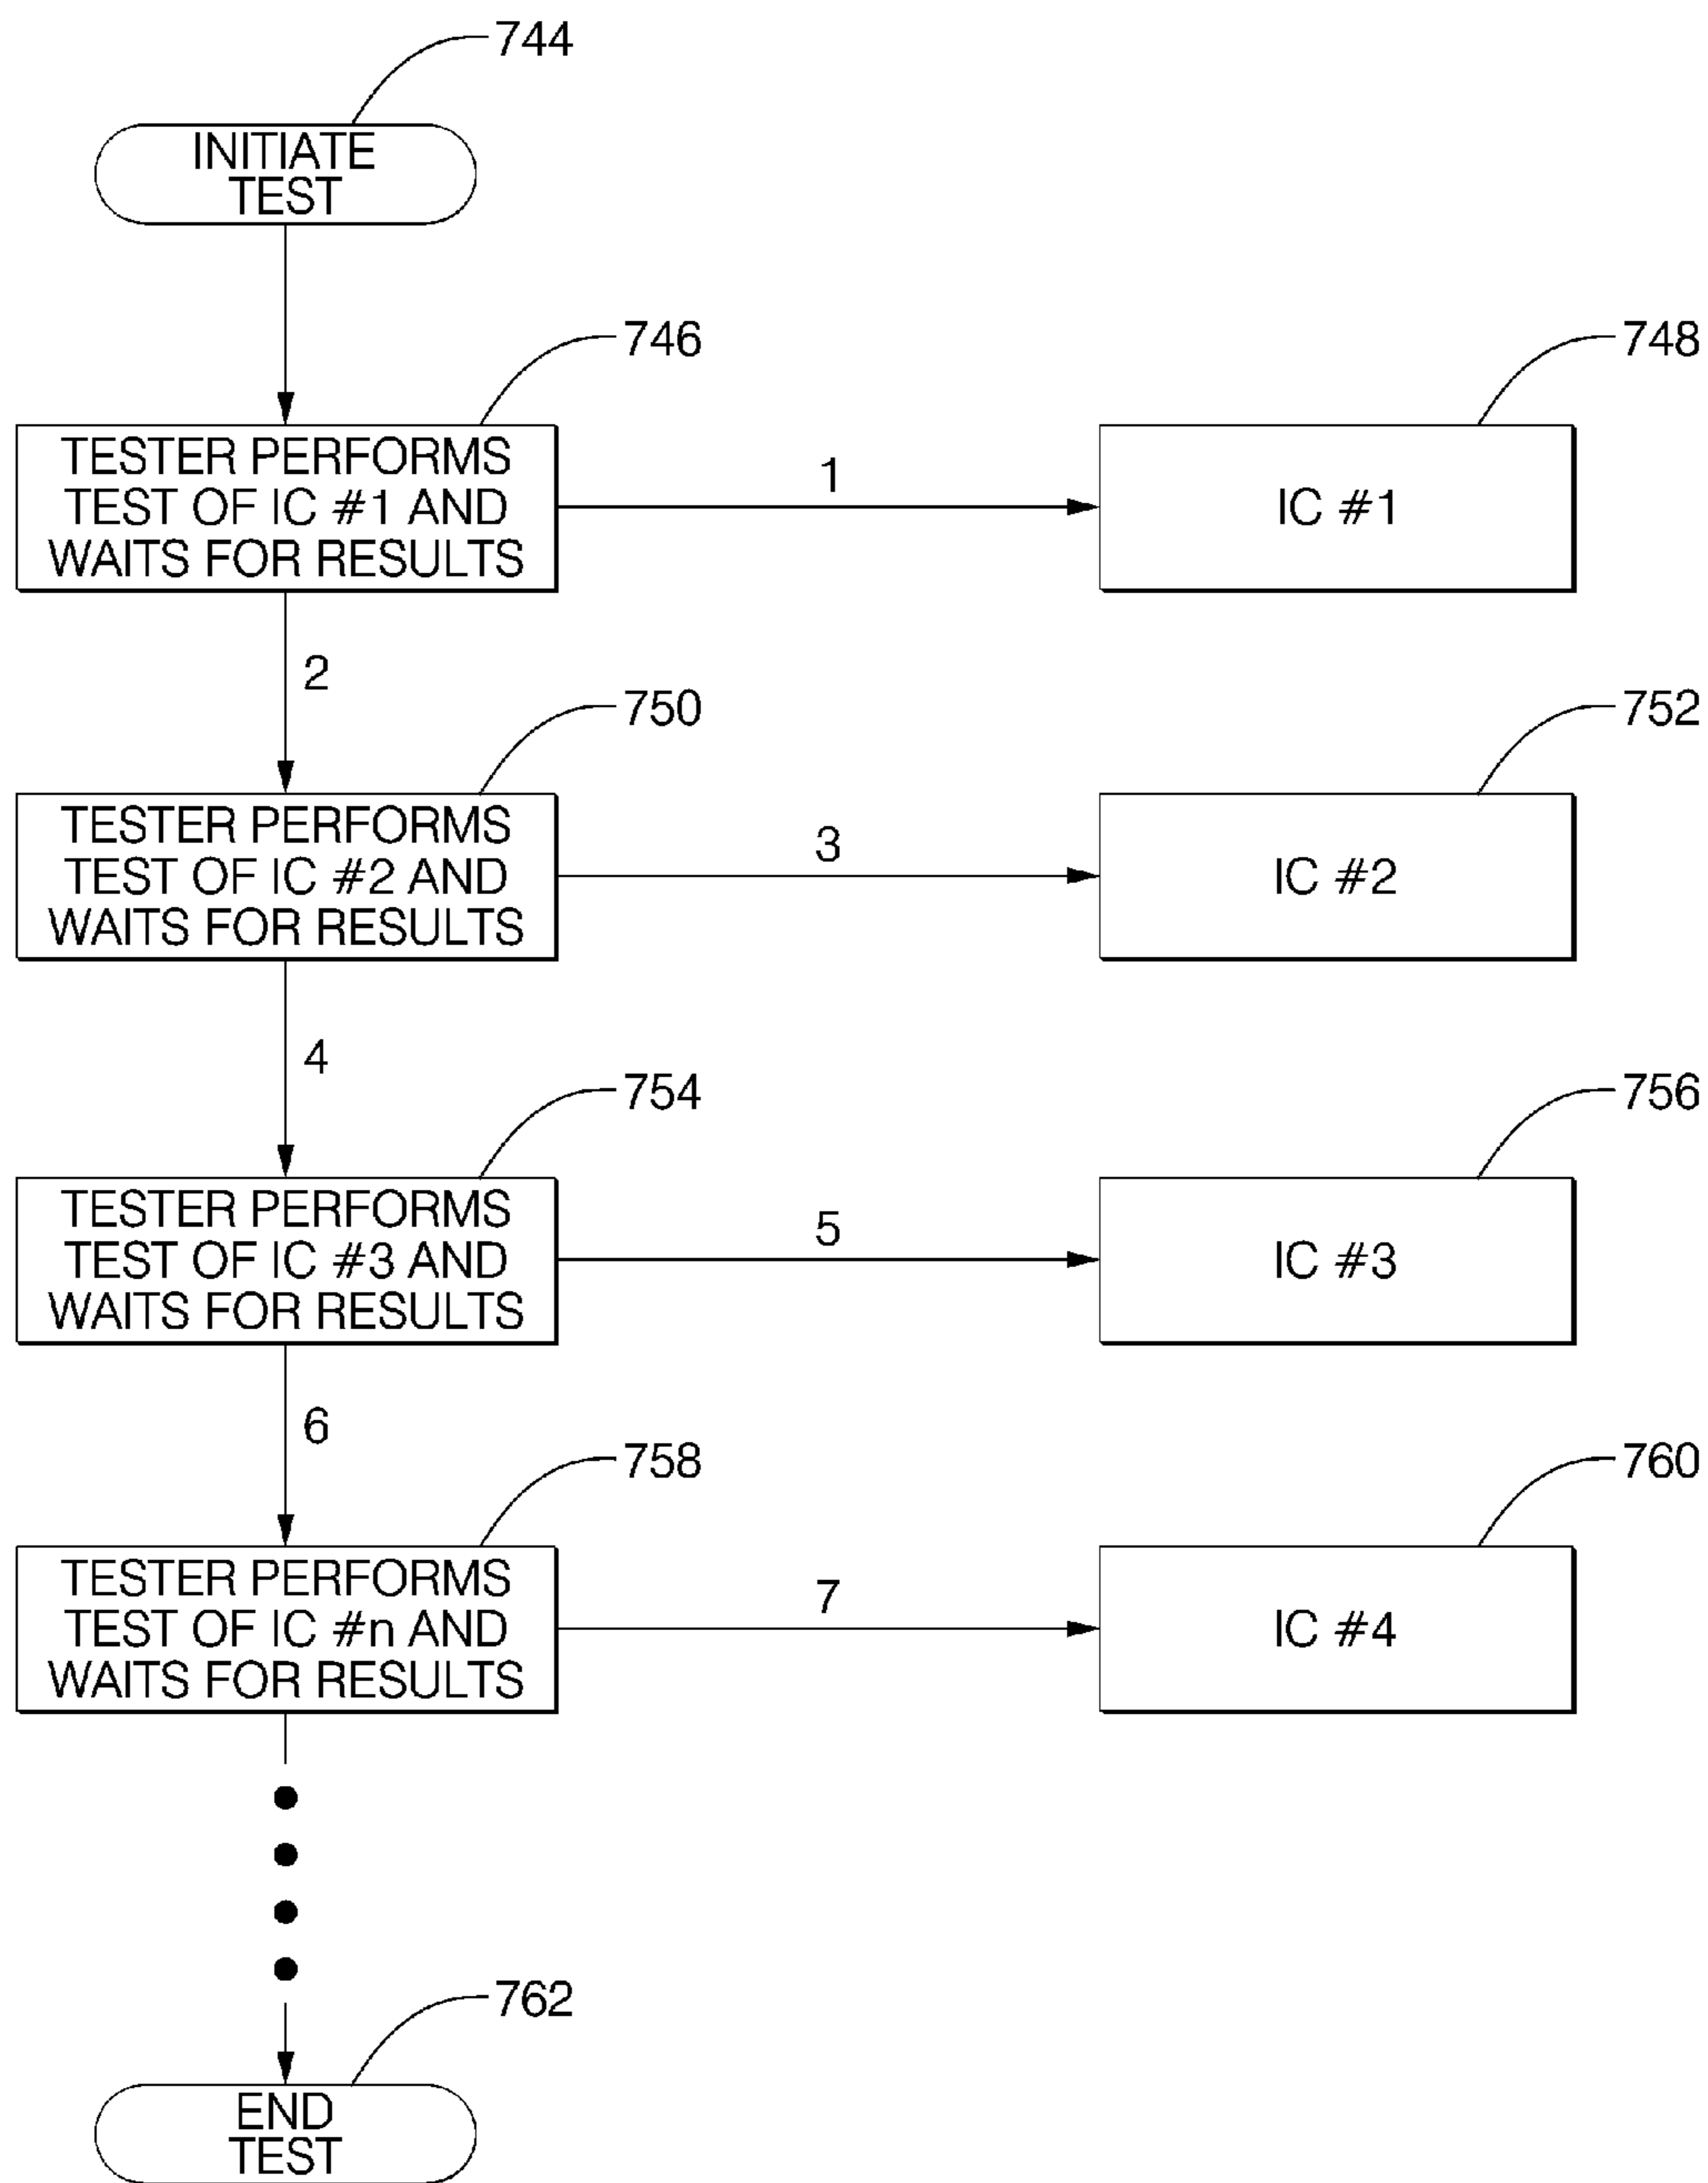 744
INITIATE
TEST
746
748
TESTER PERFORMS
TEST OF IC #1 AND
WAITS FOR RESULTS
1
IC #1
2
750
752
TESTER PERFORMS
TEST OF IC #2 AND
WAITS FOR RESULTS
3
IC #2
4
754
756
TESTER PERFORMS
TEST OF IC #3 AND
WAITS FOR RESULTS
5
IC #3
6
758
760
TESTER PERFORMS
TEST OF IC #n AND
WAITS FOR RESULTS
7
IC #4
762
END
TEST